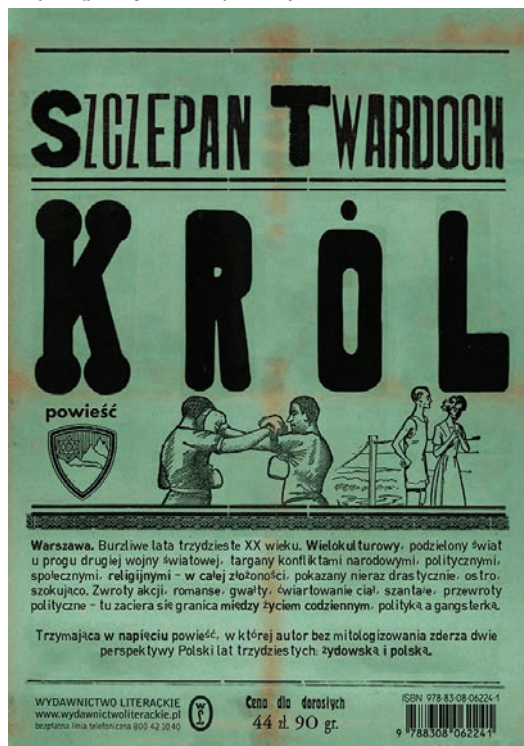 SZCZEPAN TWARDOCH
KRÓL
powieść
Warszawa. Burzliwe lata trzydzieste XX wieku. Wielokulturowy, podzielony świat
u progu drugiej wojny światowej, targany konfliktami narodowymi, politycznymi,
społecznymi, religijnymi – w całej złożoności, pokazany nieraz drastycznie, ostro,
szokująco. Zwroty akcji, romanse, gwałty, ćwiartowanie ciał, szantaże, przewroty
polityczne – tu zaciera się granica między życiem codziennym, polityką a gangsterką.
Trzymająca w napięciu powieść, w której autor bez mitologizowania zderza dwie
perspektywy Polski lat trzydziestych: żydowską i polską.
WYDAWNICTWO LITERACKIE
www.wydawnictwoliterackie.pl
bezpłatna linia telefoniczna 800 42 10 40
Cena dla dorosłych
44 zł. 90 gr.
ISBN 978-83-08-06224-1
9 788308 062241